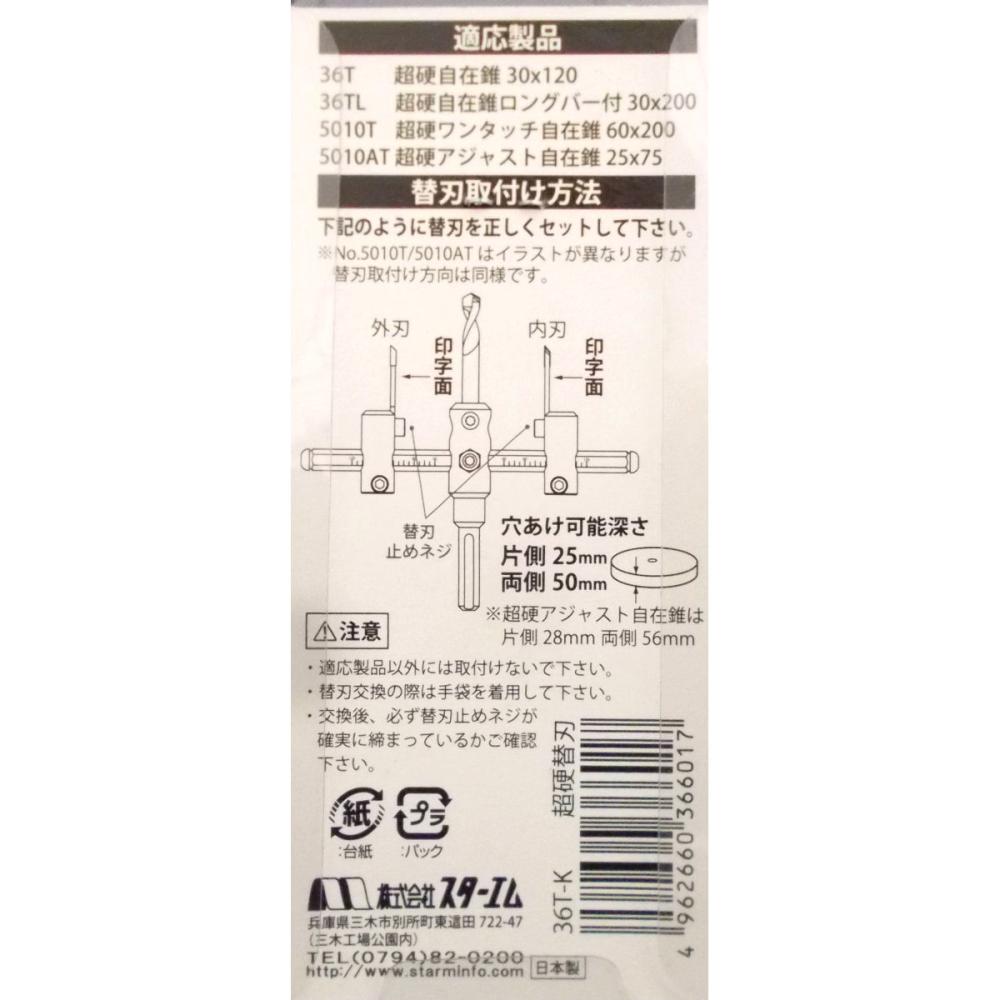 適応製品
36T 超硬自在錐 30x120
36TL 超硬自在錐ロングバー付 30x200
5010T 超硬ワンタッチ自在錐 60x200
5010AT 超硬アジャスト自在錐 25x75
替刃取付け方法
下記のように替刃を正しくセットして下さい。
※No.5010T/5010AT はイラストが異なりますが
替刃取付け方向は同様です。
外刃
印字面
内刃
印字面
替刃
止めネジ
穴あけ可能深さ
片側 25mm
両側 50mm
※超硬アジャスト自在錐は
片側 28mm 両側 56mm
注意
・適応製品以外には取付けないで下さい。
・替刃交換の際は手袋を着用して下さい。
・交換後、必ず替刃止めネジが
確実に締まっているかご確認
下さい。
紙
:台紙
プラ
:パック
36T-K 超硬替刃
4 962660 366017
株式会社 スターエム
兵庫県三木市別所町東這田 722-47
(三木工場公園内)
TEL(0794)82-0200
http://www.starminfo.com
日本製